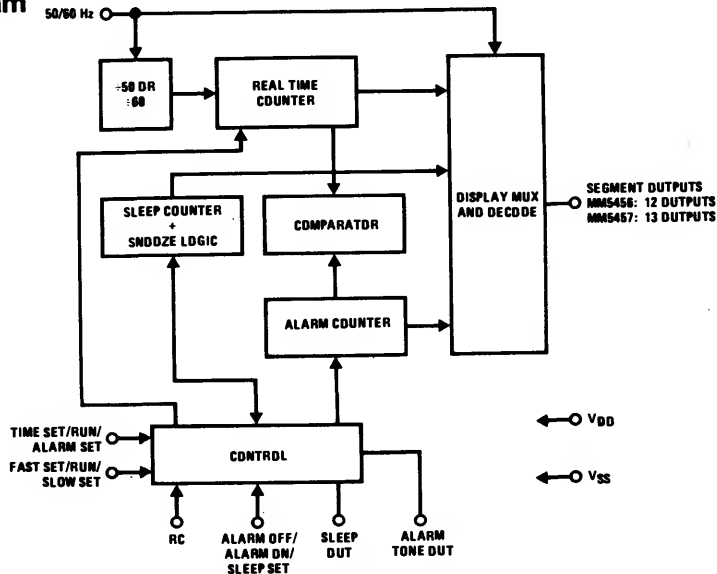 am
50/60 Hz
÷50 OR
÷60
REAL TIME
COUNTER
DISPLAY MUX
AND DECODE
SEGMENT OUTPUTS
MM5456: 12 OUTPUTS
MM5457: 13 OUTPUTS
SLEEP COUNTER
+
SNOOZE LOGIC
COMPARATOR
ALARM COUNTER
TIME SET/RUN/
ALARM SET
FAST SET/RUN/
SLOW SET
CONTROL
VDD
VSS
RC
ALARM OFF/
ALARM ON/
SLEEP SET
SLEEP
OUT
ALARM
TONE OUT